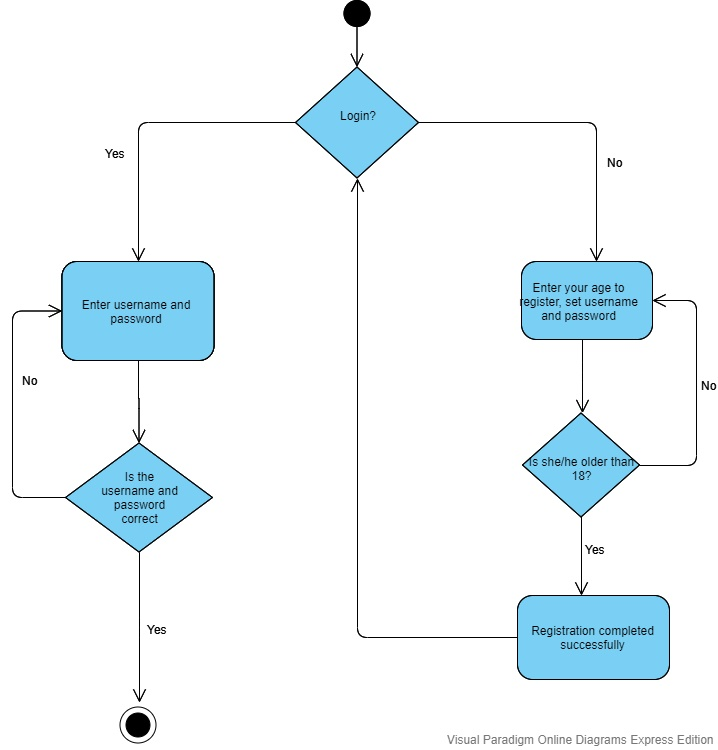 Login?
Yes
No
Enter username and
password
Enter your age to
register, set username
and password
No
No
Is the
username and
password
correct
Is she/he older than
18?
Yes
Yes
Registration completed
successfully
Visual Paradigm Online Diagrams Express Edition